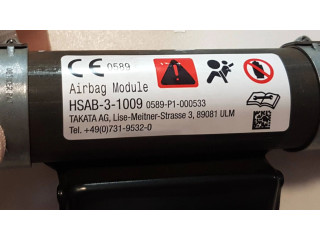 CE 0589
Airbag Module
HSAB-3-1009 0589-P1-000533
TAKATA AG, Lise-Meitner-Strasse 3, 89081 ULM
Tel. +49(0)731-9532-0